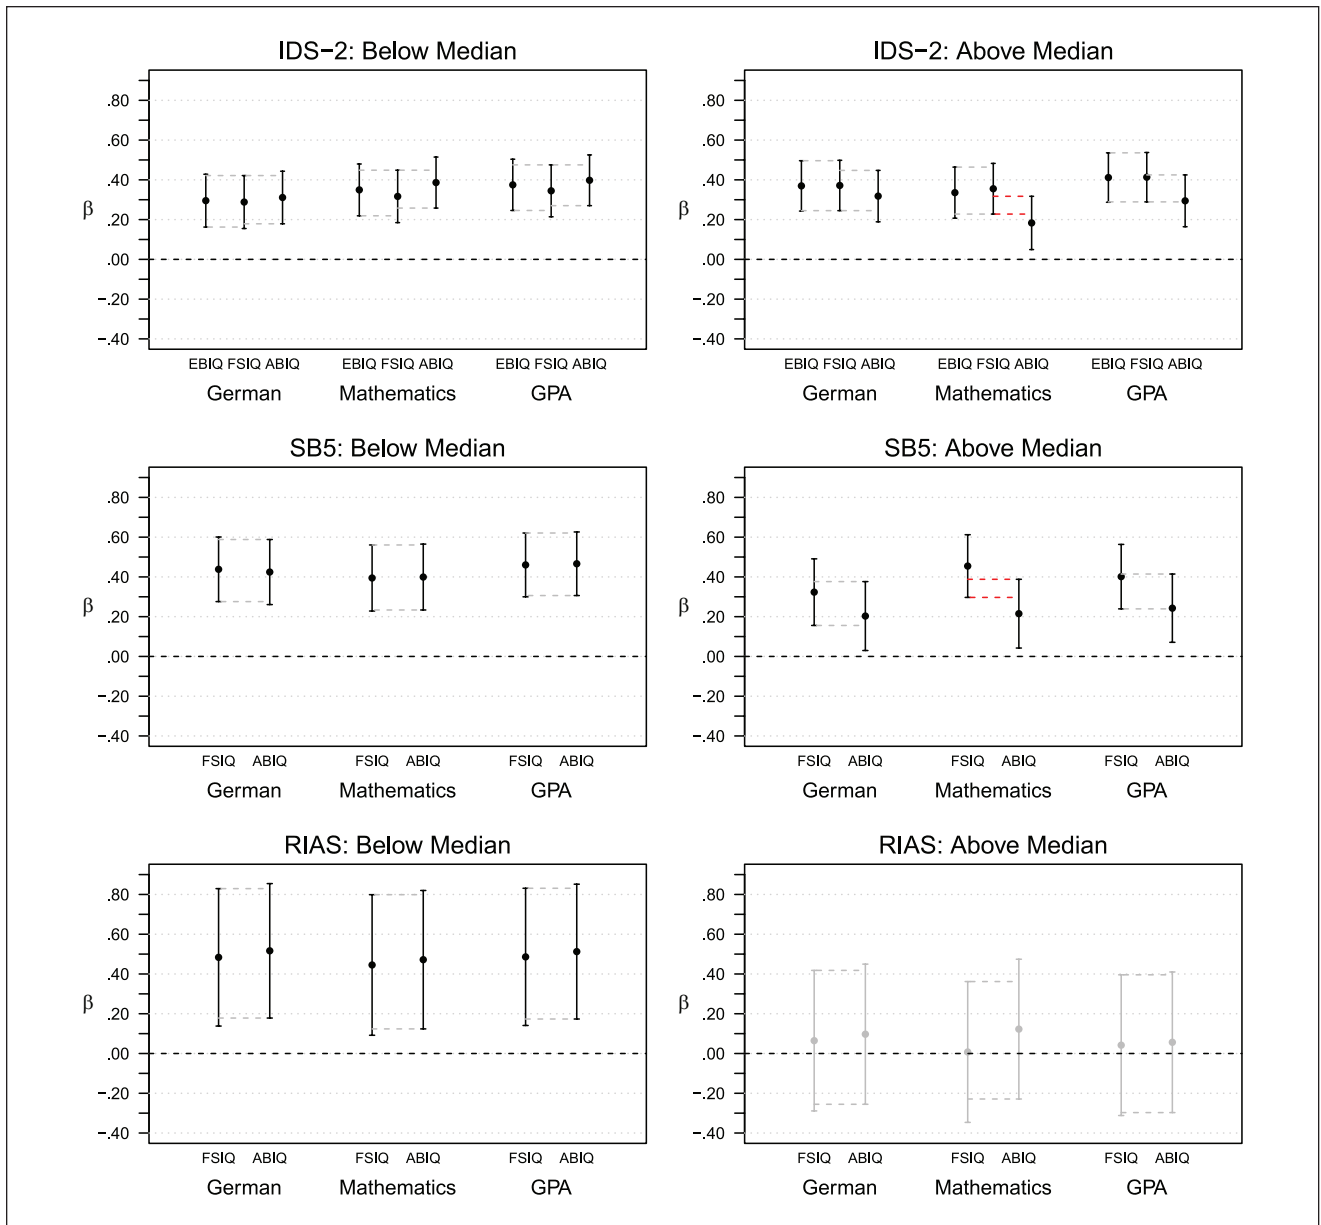 IDS−2: Below Median
.80
.60
.40
.20
.00
−.20
−.40
β
EBIQ FSIQ ABIQ EBIQ FSIQ ABIQ EBIQ FSIQ ABIQ
German Mathematics GPA
IDS−2: Above Median
.80
.60
.40
.20
.00
−.20
−.40
β
EBIQ FSIQ ABIQ EBIQ FSIQ ABIQ EBIQ FSIQ ABIQ
German Mathematics GPA
SB5: Below Median
.80
.60
.40
.20
.00
−.20
−.40
β
FSIQ ABIQ FSIQ ABIQ FSIQ ABIQ
German Mathematics GPA
SB5: Above Median
.80
.60
.40
.20
.00
−.20
−.40
β
FSIQ ABIQ FSIQ ABIQ FSIQ ABIQ
German Mathematics GPA
RIAS: Below Median
.80
.60
.40
.20
.00
−.20
−.40
β
FSIQ ABIQ FSIQ ABIQ FSIQ ABIQ
German Mathematics GPA
RIAS: Above Median
.80
.60
.40
.20
.00
−.20
−.40
β
FSIQ ABIQ FSIQ ABIQ FSIQ ABIQ
German Mathematics GPA